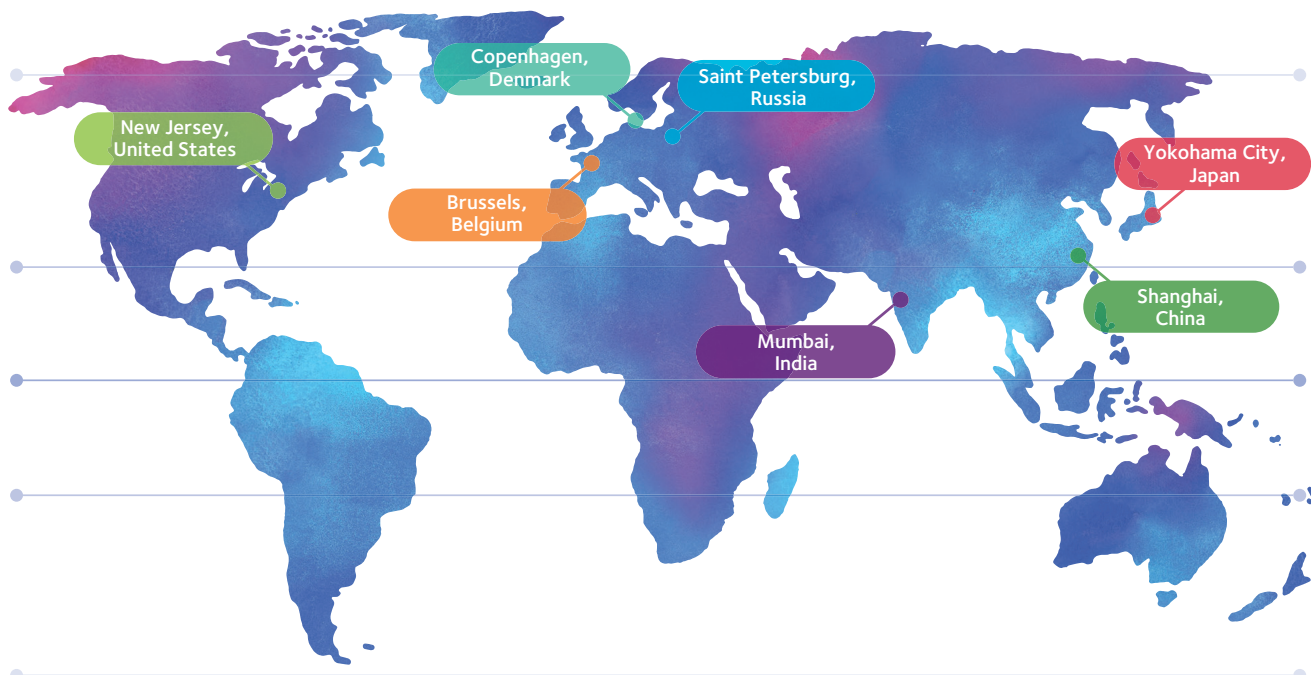 Copenhagen,
Denmark
Saint Petersburg,
Russia
New Jersey,
United States
Yokohama City,
Japan
Brussels,
Belgium
Shanghai,
China
Mumbai,
India